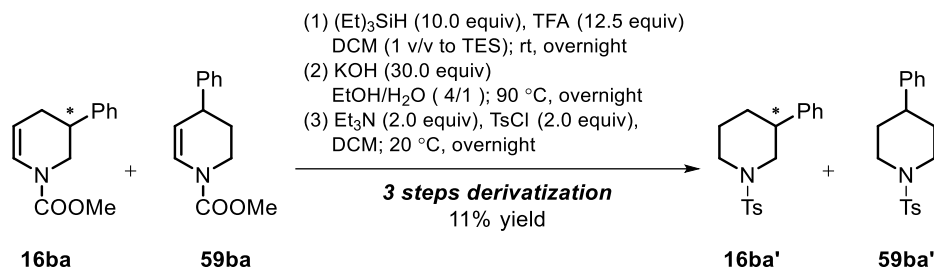 (1) (Et)3SiH (10.0 equiv), TFA (12.5 equiv)
DCM (1 v/v to TES); rt, overnight
(2) KOH (30.0 equiv)
EtOH/H2O ( 4/1 ); 90 °C, overnight
(3) Et3N (2.0 equiv), TsCl (2.0 equiv),
DCM; 20 °C, overnight
3 steps derivatization
11% yield
* Ph
N
COOMe
16ba
+
Ph
N
COOMe
59ba
* Ph
N
Ts
16ba'
+
Ph
N
Ts
59ba'